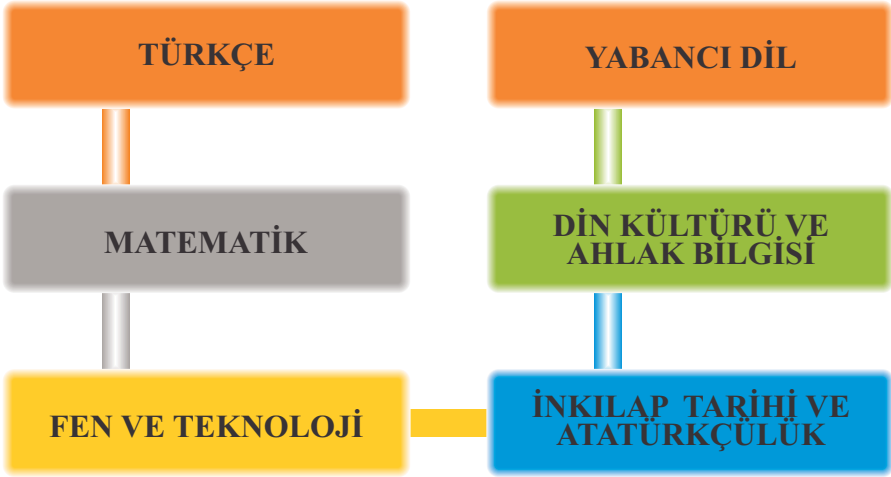 TÜRKÇE
MATEMATİK
FEN VE TEKNOLOJİ
İNKILAP TARİHİ VE
ATATÜRKÇÜLÜK
DİN KÜLTÜRÜ VE
AHLAK BİLGİSİ
YABANCI DİL